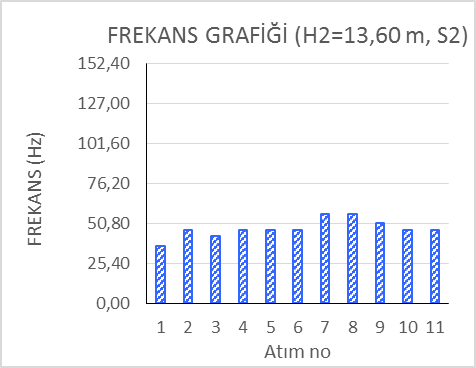 FREKANS GRAFİĞİ (H2=13,60 m, S2)
152,40
127,00
101,60
76,20
50,80
25,40
0,00
FREKANS (Hz)
1 2 3 4 5 6 7 8 9 10 11
Atım no